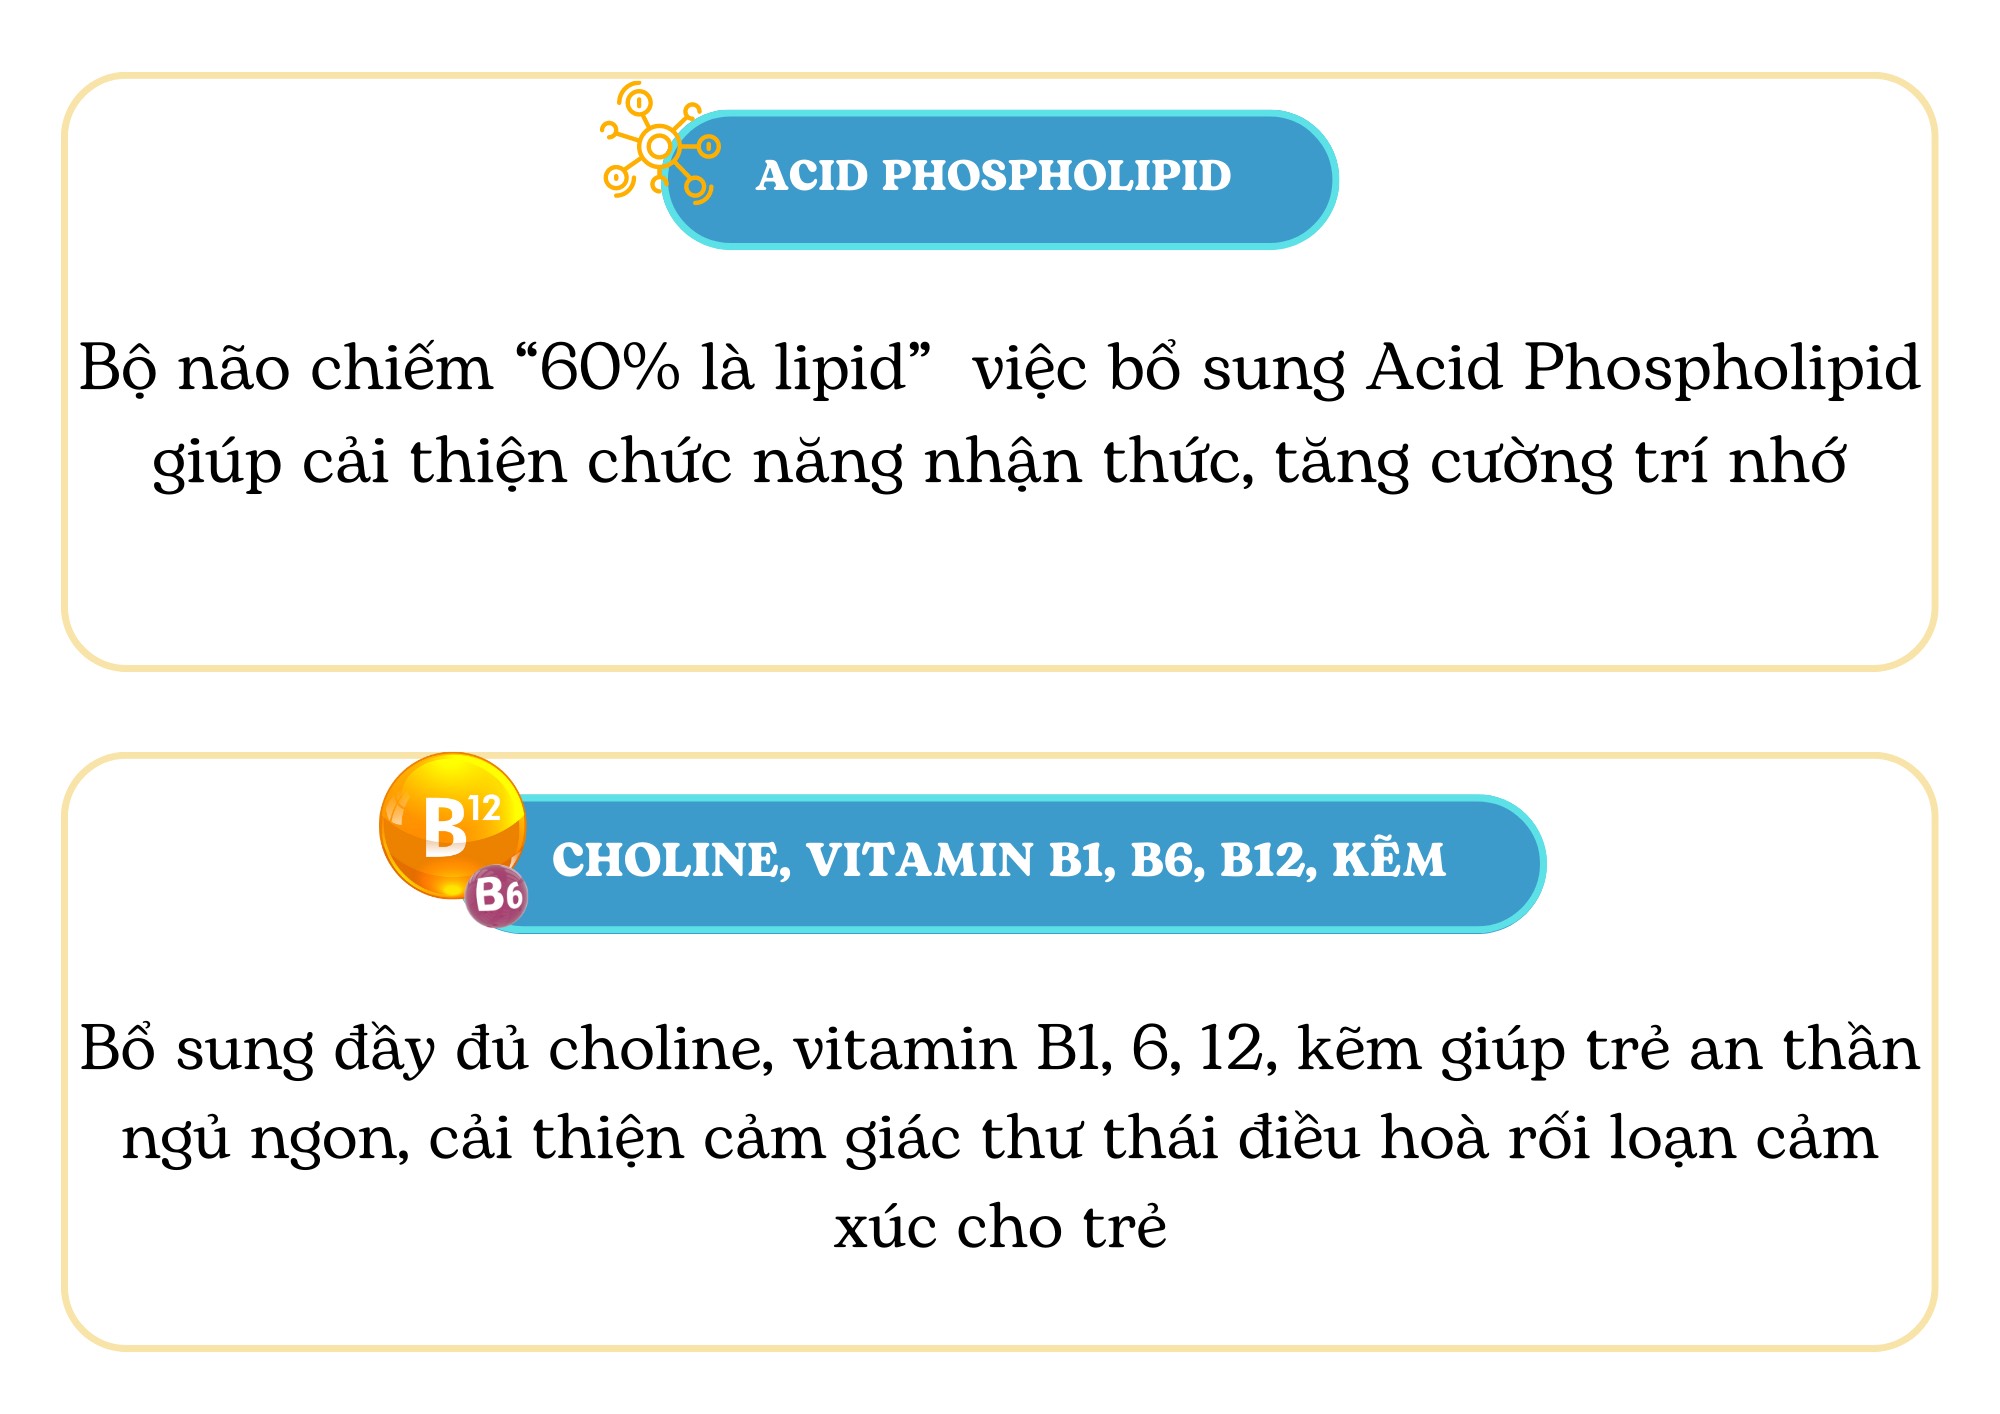 ACID PHOSPHOLIPID
Bộ não chiếm “60% là lipid” việc bổ sung Acid Phospholipid
giúp cải thiện chức năng nhận thức, tăng cường trí nhớ
B12
B6
CHOLINE, VITAMIN B1, B6, B12, KẼM
Bổ sung đầy đủ choline, vitamin B1, 6, 12, kẽm giúp trẻ an thần
ngủ ngon, cải thiện cảm giác thư thái điều hoà rối loạn cảm
xúc cho trẻ